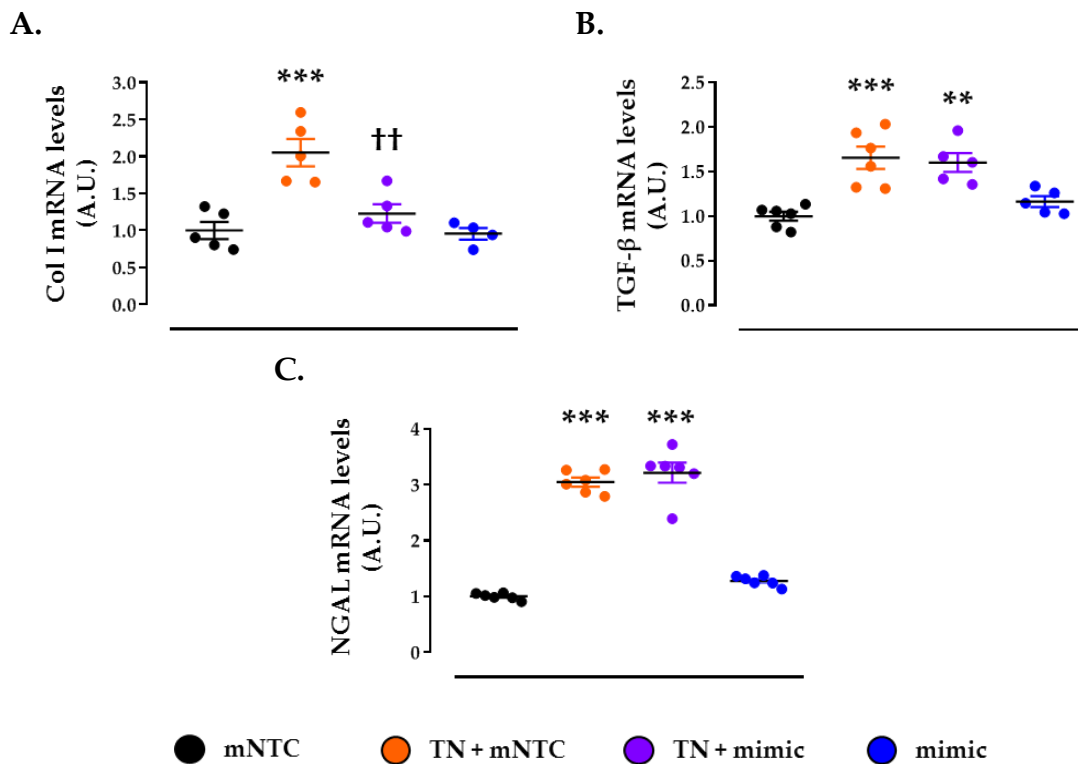 A.
Col I mRNA levels
(A.U.)
3.0
2.5
2.0
1.5
1.0
0.5
0.0
***
††
B.
TGF-β mRNA levels
(A.U.)
2.5
2.0
1.5
1.0
0.5
0.0
***
**
C.
NGAL mRNA levels
(A.U.)
4
3
2
1
0
***
***
mNTC
TN + mNTC
TN + mimic
mimic